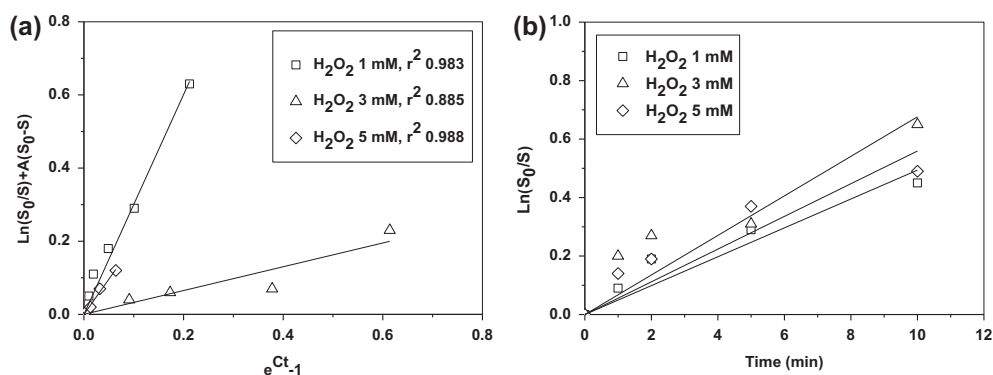 (a)
0.8
0.6
0.4
0.2
0.0
Ln(S0/S)+A(S0-S)
H2O2 1 mM, r2 0.983
H2O2 3 mM, r2 0.885
H2O2 5 mM, r2 0.988
0.0 0.2 0.4 0.6 0.8
eCt-1
(b)
1.0
0.8
0.6
0.4
0.2
0.0
Ln(S0/S)
H2O2 1 mM
H2O2 3 mM
H2O2 5 mM
0 2 4 6 8 10 12
Time (min)